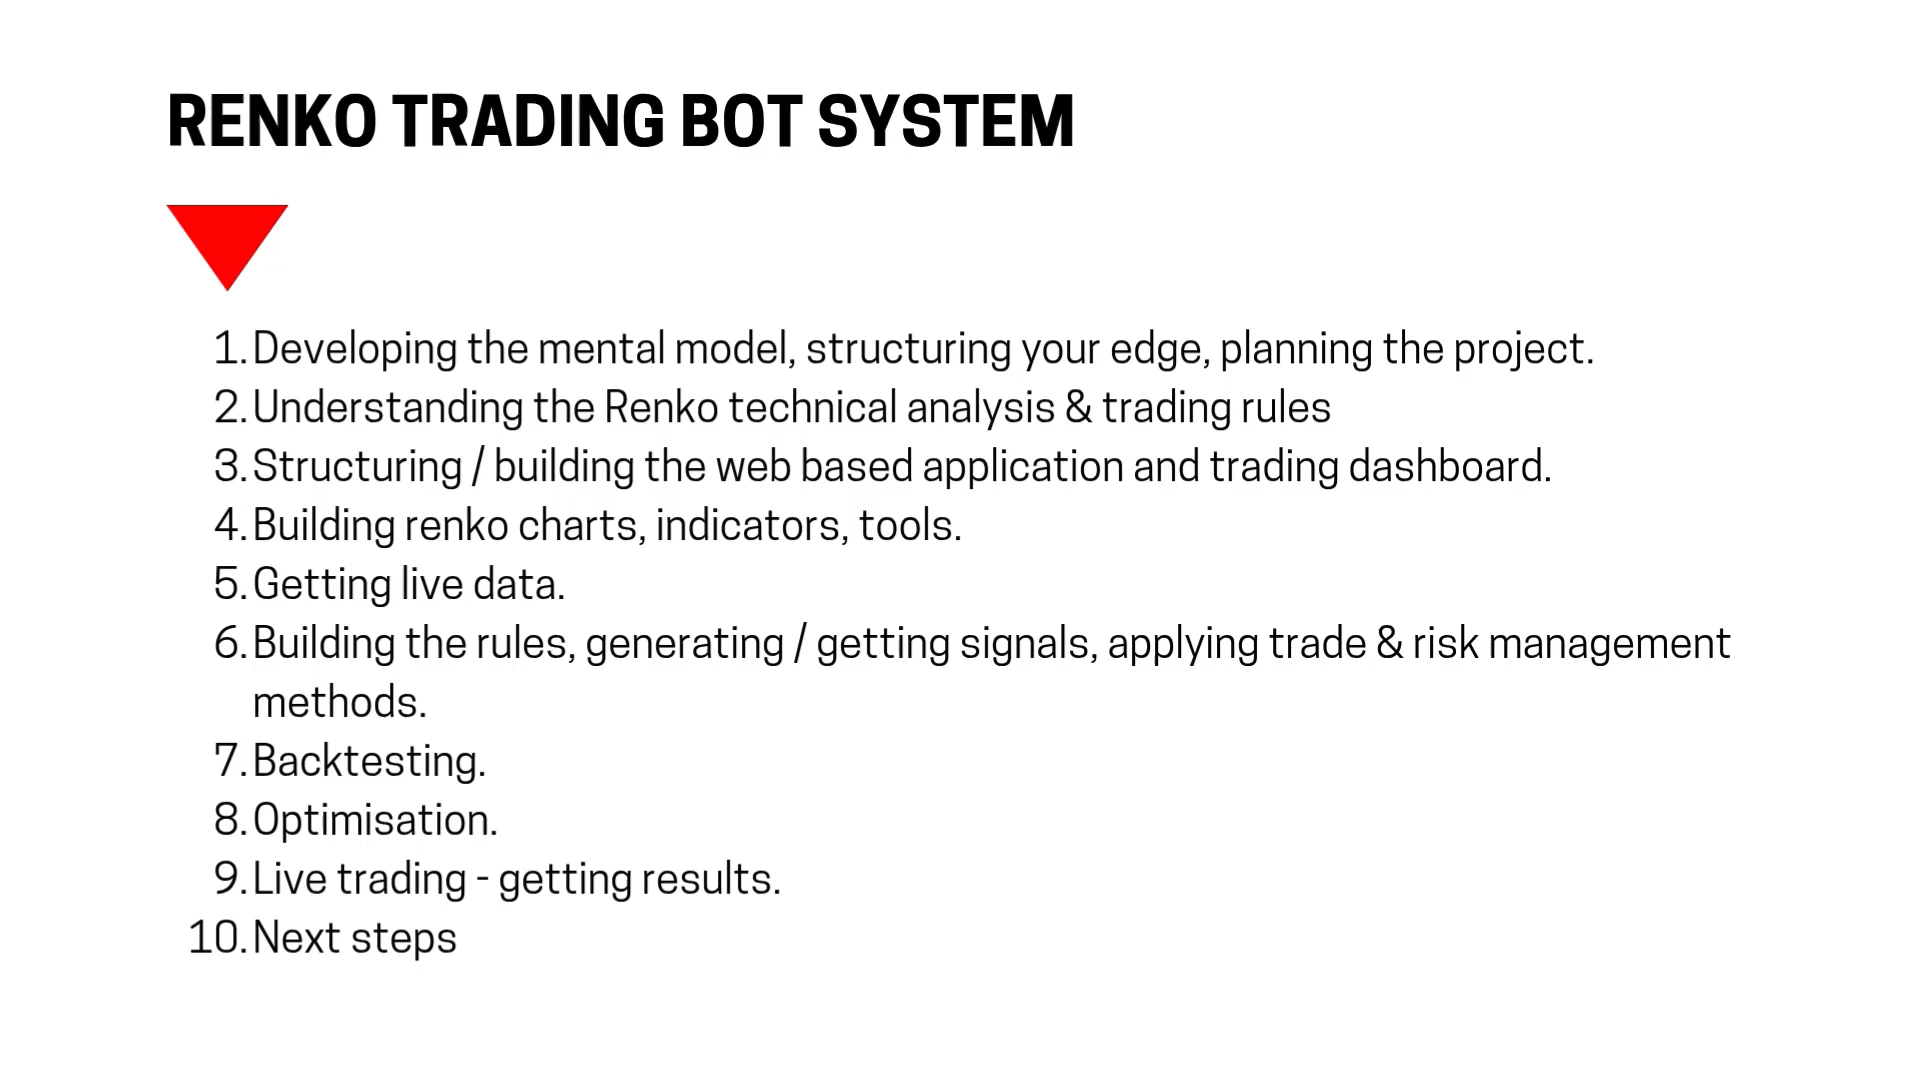 RENKO TRADING BOT SYSTEM
1. Developing the mental model, structuring your edge, planning the project.
2. Understanding the Renko technical analysis & trading rules
3. Structuring / building the web based application and trading dashboard.
4. Building renko charts, indicators, tools.
5. Getting live data.
6. Building the rules, generating / getting signals, applying trade & risk management
methods.
7. Backtesting.
8. Optimisation.
9. Live trading - getting results.
10. Next steps